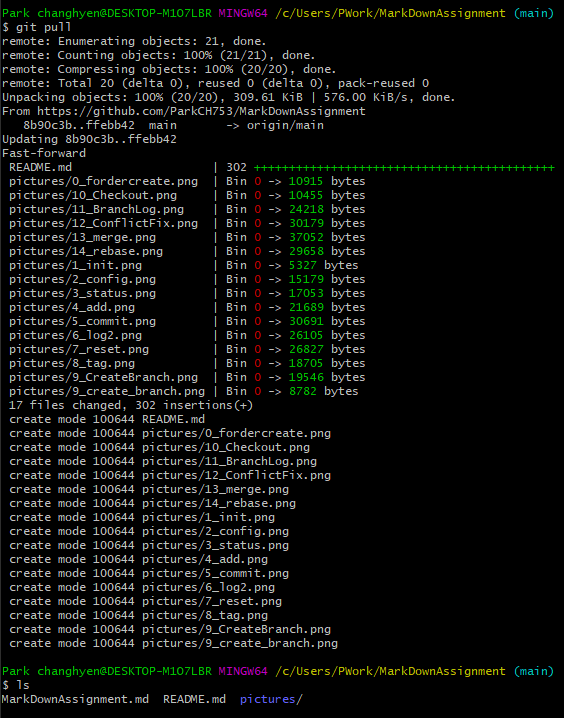 Park changhyen@DESKTOP-M107LBR MINGW64 /c/Users/PWork/MarkDownAssignment (main)
$ git pull
remote: Enumerating objects: 21, done.
remote: Counting objects: 100% (21/21), done.
remote: Compressing objects: 100% (20/20), done.
remote: Total 20 (delta 0), reused 0 (delta 0), pack-reused 0
Unpacking objects: 100% (20/20), 309.61 KiB | 576.00 KiB/s, done.
From https://github.com/ParkCH753/MarkDownAssignment
   8b90c3b..ffebb42  main       -> origin/main
Updating 8b90c3b..ffebb42
Fast-forward
 README.md                    | 302 +++++++++++++++++++++++++++++++++++++++++++
 pictures/0_fordercreate.png  | Bin 0 -> 10915 bytes
 pictures/10_Checkout.png     | Bin 0 -> 10455 bytes
 pictures/11_BranchLog.png    | Bin 0 -> 24218 bytes
 pictures/12_ConflictFix.png  | Bin 0 -> 30179 bytes
 pictures/13_merge.png        | Bin 0 -> 37052 bytes
 pictures/14_rebase.png       | Bin 0 -> 29658 bytes
 pictures/1_init.png          | Bin 0 -> 5327 bytes
 pictures/2_config.png        | Bin 0 -> 15179 bytes
 pictures/3_status.png        | Bin 0 -> 17053 bytes
 pictures/4_add.png           | Bin 0 -> 21689 bytes
 pictures/5_commit.png        | Bin 0 -> 30691 bytes
 pictures/6_log2.png          | Bin 0 -> 26105 bytes
 pictures/7_reset.png         | Bin 0 -> 26827 bytes
 pictures/8_tag.png           | Bin 0 -> 18705 bytes
 pictures/9_CreateBranch.png  | Bin 0 -> 19546 bytes
 pictures/9_create_branch.png | Bin 0 -> 8782 bytes
 17 files changed, 302 insertions(+)
 create mode 100644 README.md
 create mode 100644 pictures/0_fordercreate.png
 create mode 100644 pictures/10_Checkout.png
 create mode 100644 pictures/11_BranchLog.png
 create mode 100644 pictures/12_ConflictFix.png
 create mode 100644 pictures/13_merge.png
 create mode 100644 pictures/14_rebase.png
 create mode 100644 pictures/1_init.png
 create mode 100644 pictures/2_config.png
 create mode 100644 pictures/3_status.png
 create mode 100644 pictures/4_add.png
 create mode 100644 pictures/5_commit.png
 create mode 100644 pictures/6_log2.png
 create mode 100644 pictures/7_reset.png
 create mode 100644 pictures/8_tag.png
 create mode 100644 pictures/9_CreateBranch.png
 create mode 100644 pictures/9_create_branch.png
Park changhyen@DESKTOP-M107LBR MINGW64 /c/Users/PWork/MarkDownAssignment (main)
$ ls
MarkDownAssignment.md  README.md  pictures/